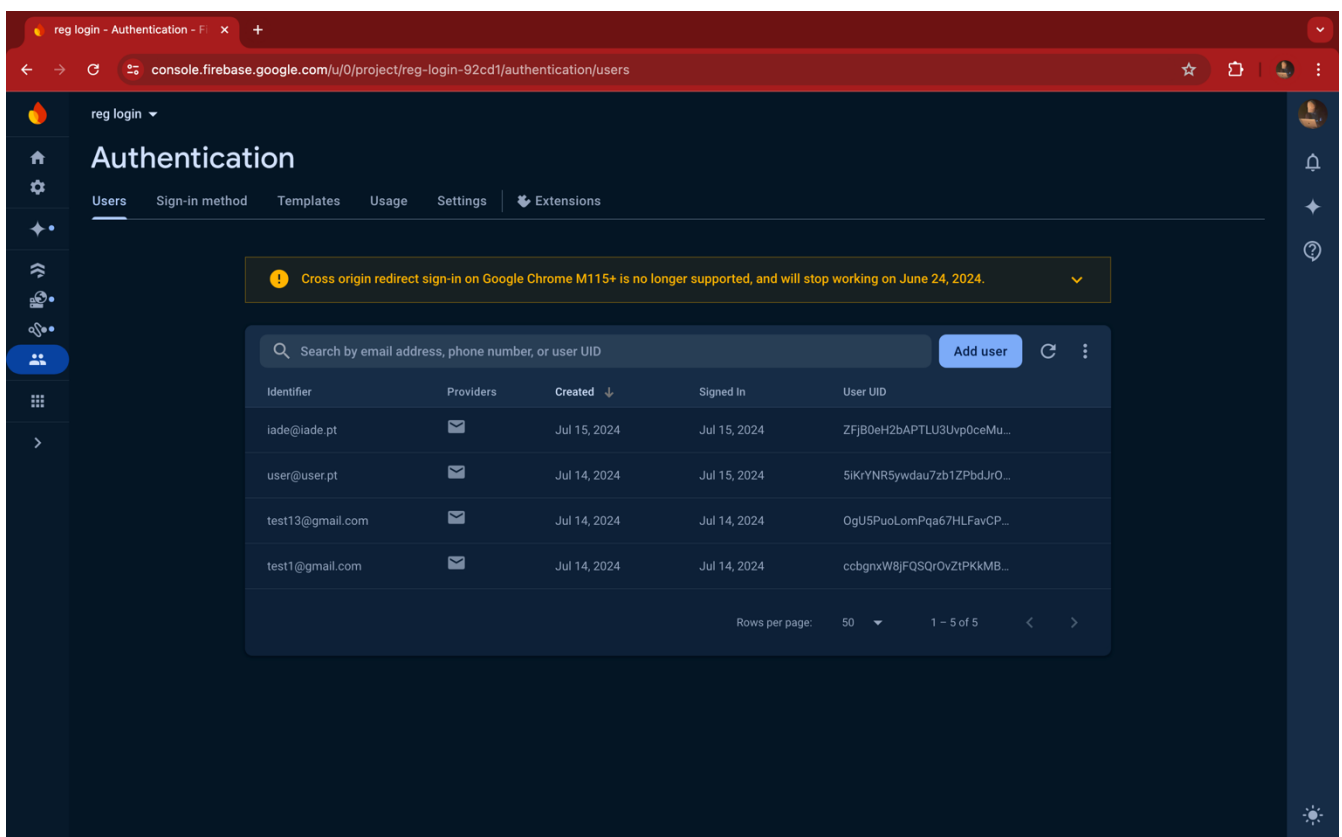 reg login - Authentication - Fi
console.firebase.google.com/u/0/project/reg-login-92cd1/authentication/users
reg login
Authentication
Users Sign-in method Templates Usage Settings Extensions
Cross origin redirect sign-in on Google Chrome M115+ is no longer supported, and will stop working on June 24, 2024.
Search by email address, phone number, or user UID Add user
Identifier Providers Created Signed In User UID
iade@iade.pt Jul 15, 2024 Jul 15, 2024 ZFjB0eH2bAPTLU3Uvp0ceMu...
user@user.pt Jul 14, 2024 Jul 15, 2024 5iKrYNR5ywdau7zb1ZPbdJrO...
test13@gmail.com Jul 14, 2024 Jul 14, 2024 OgU5PuoLomPqa67HLFavCP...
test1@gmail.com Jul 14, 2024 Jul 14, 2024 ccbgnxW8jFQSQrOvZtPKkMB...
Rows per page: 50 1 – 5 of 5